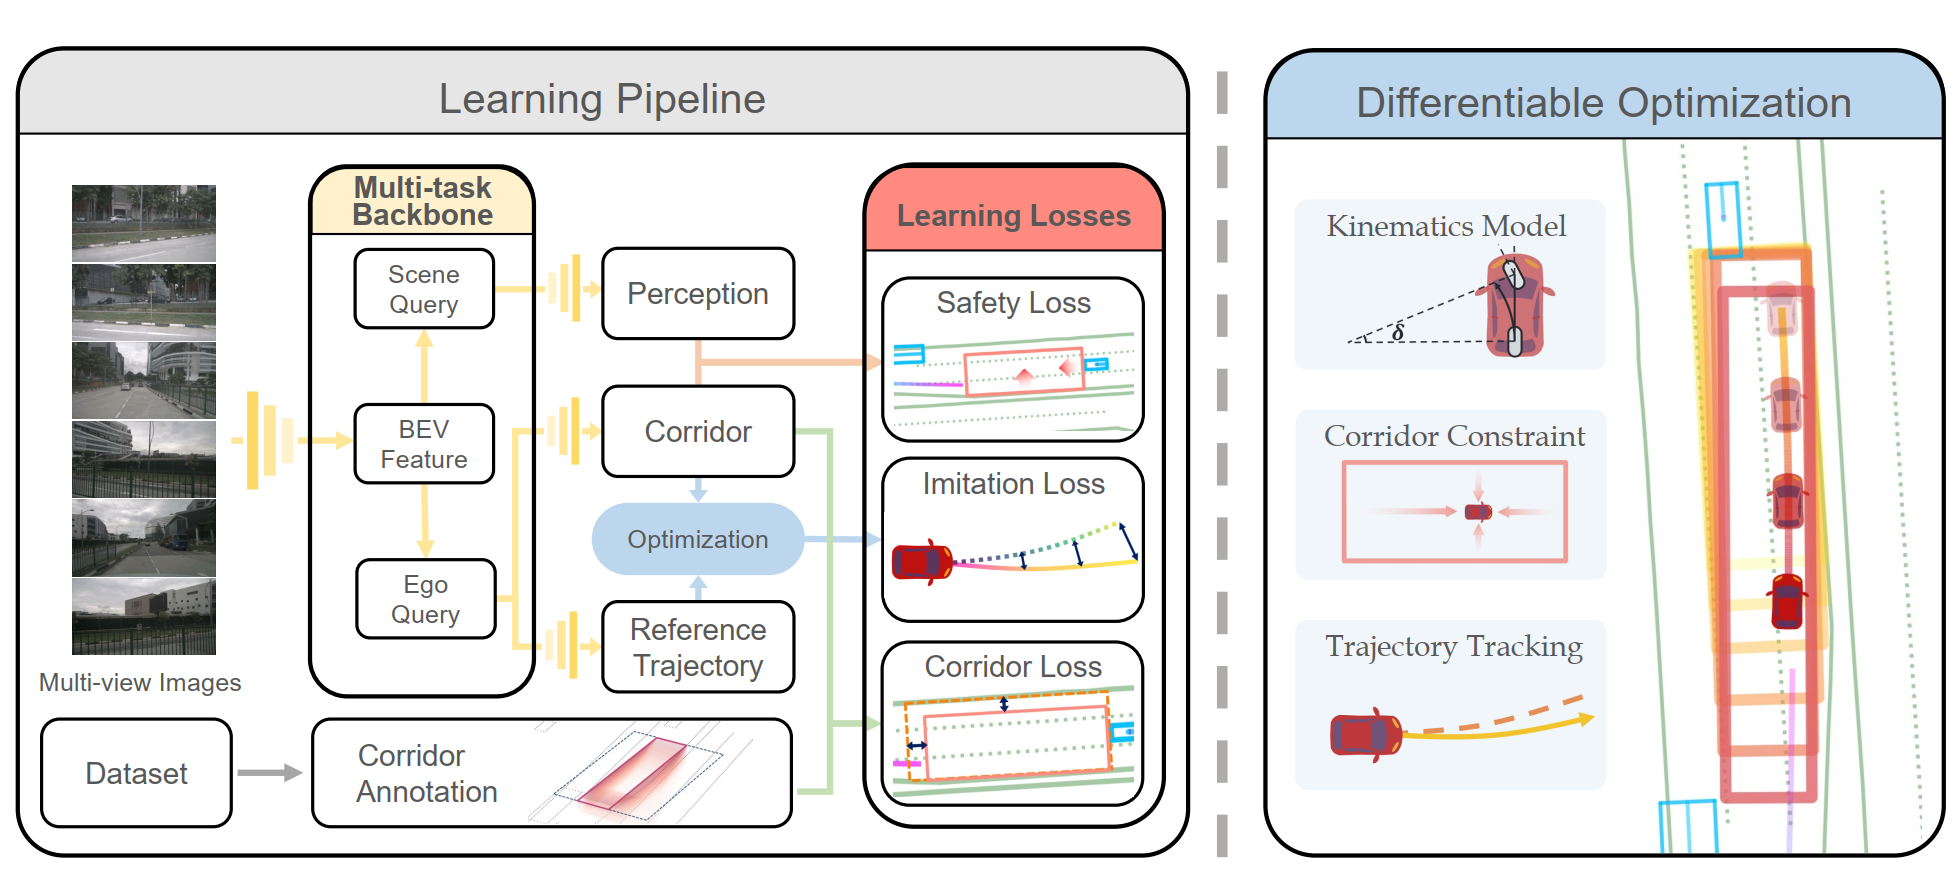 Learning Pipeline
Multi-task
Backbone
Scene
Query
BEV
Feature
Ego
Query
Multi-view Images
Perception
Corridor
Optimization
Reference
Trajectory
Dataset
Corridor
Annotation
Learning Losses
Safety Loss
Imitation Loss
Corridor Loss
Differentiable Optimization
Kinematics Model
δ
Corridor Constraint
Trajectory Tracking